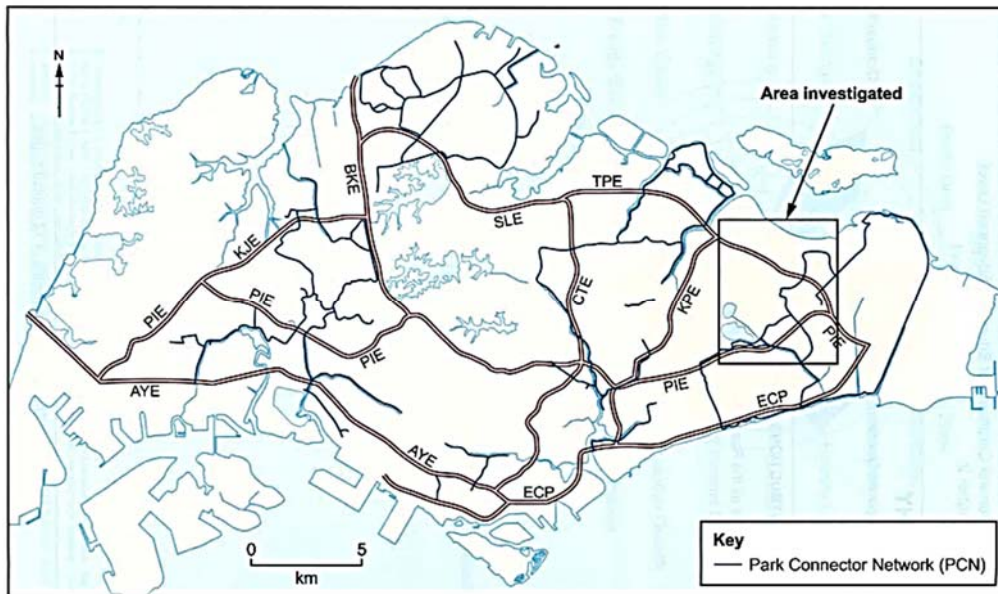 N
Area investigated
BKE
TPE
SLE
KJE
CTE
KPE
PIE
PIE
PIE
PIE
PIE
AYE
ECP
AYE
ECP
0 5
km
Key
Park Connector Network (PCN)